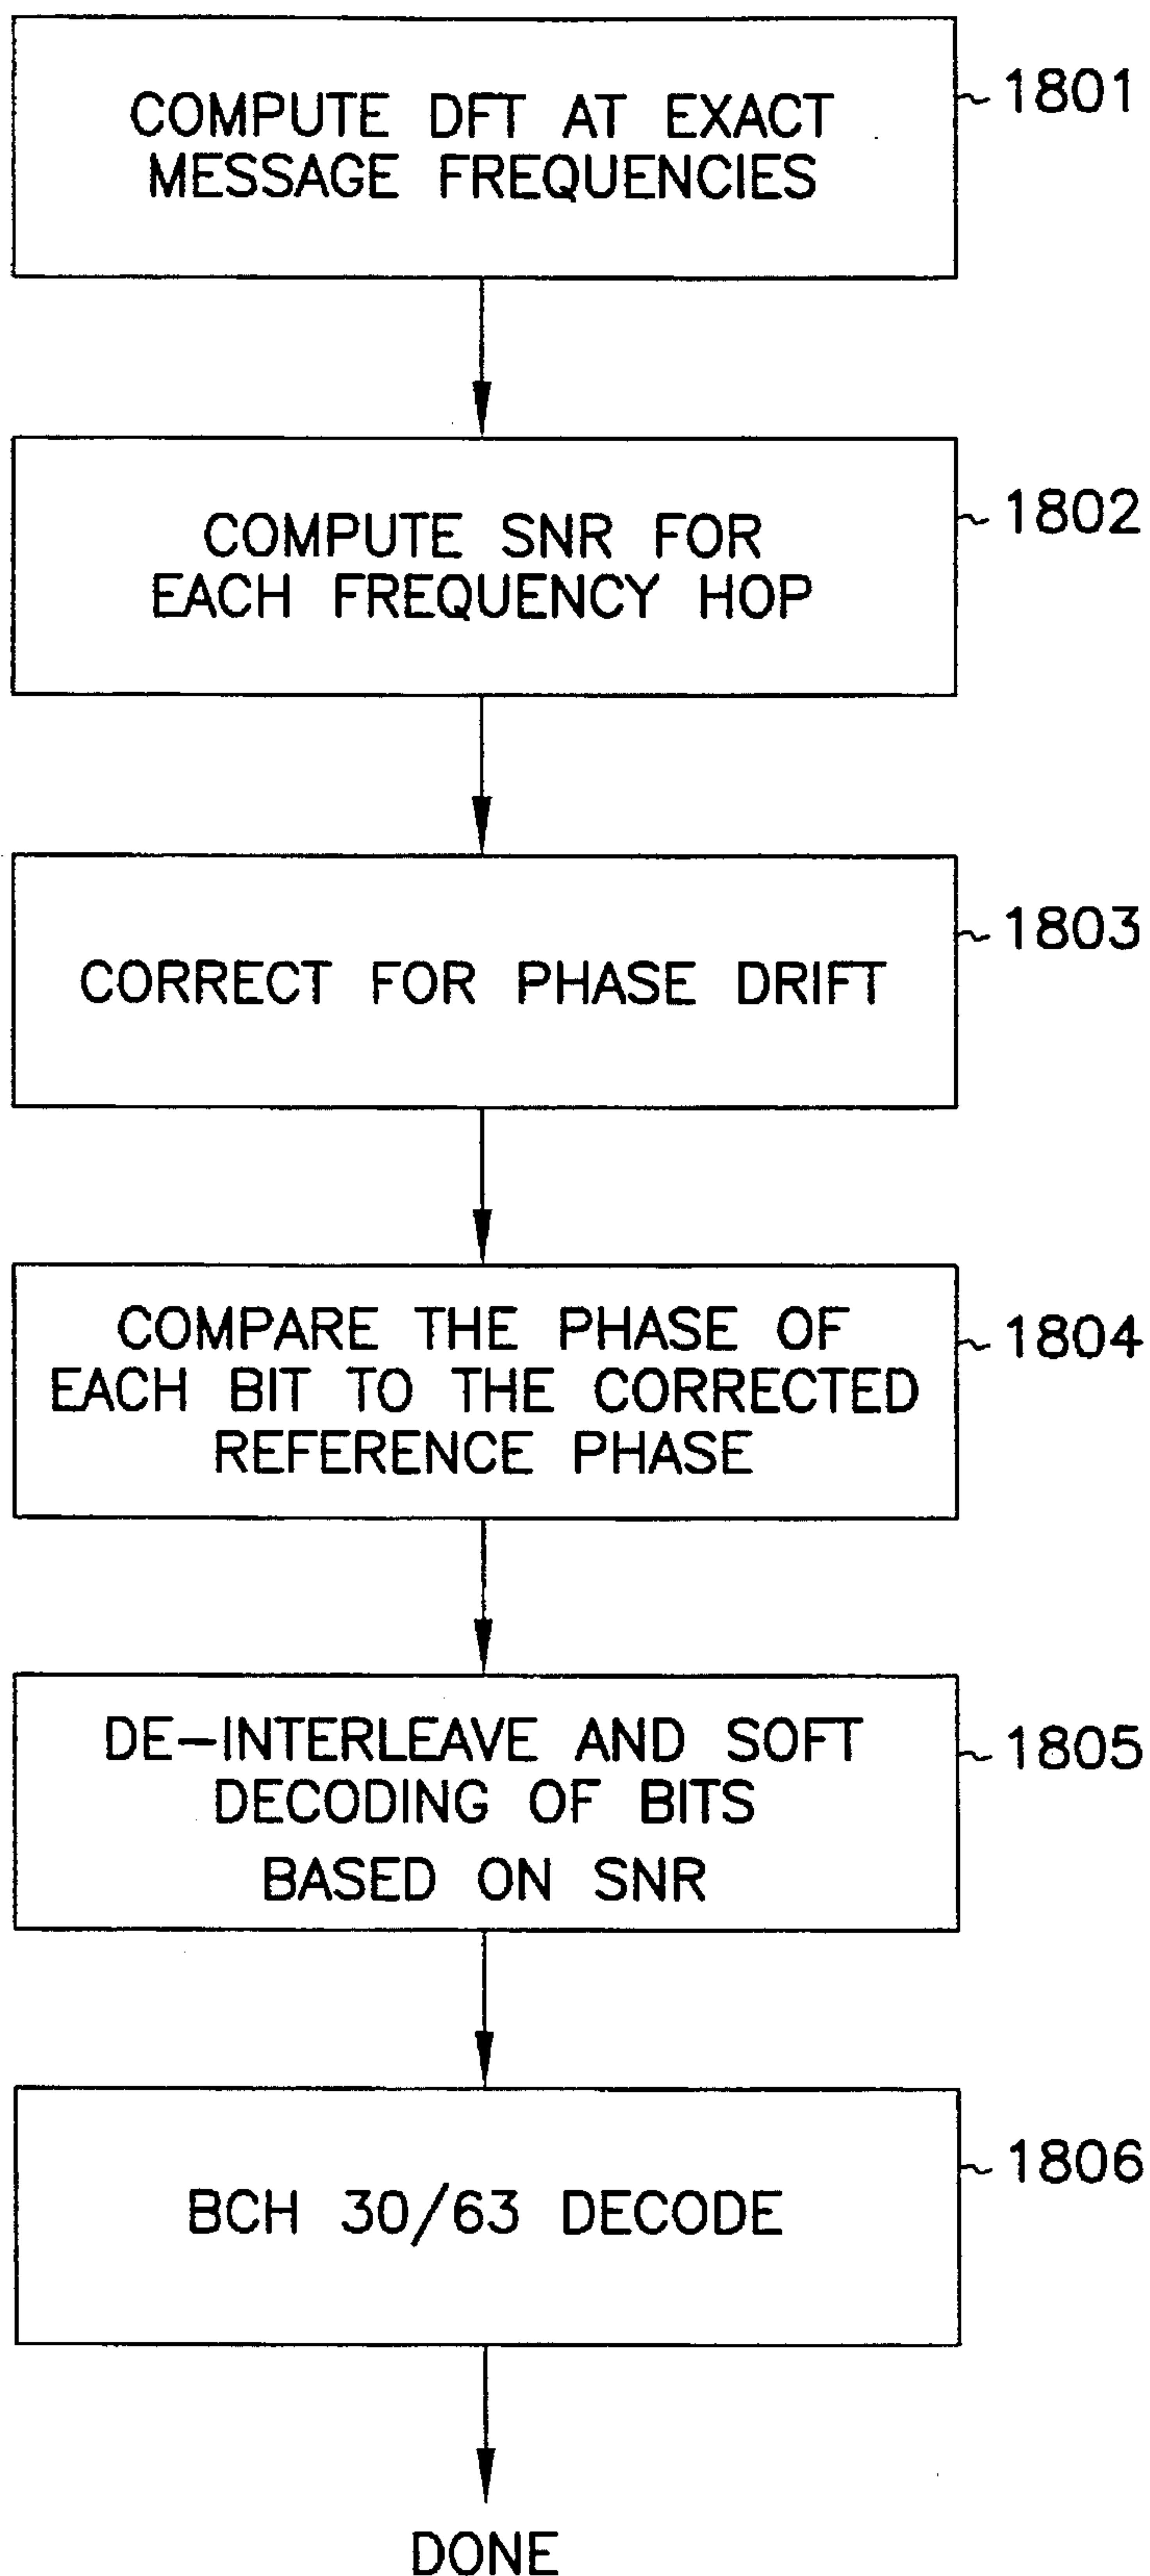 COMPUTE DFT AT EXACT
MESSAGE FREQUENCIES
1801
COMPUTE SNR FOR
EACH FREQUENCY HOP
1802
CORRECT FOR PHASE DRIFT
1803
COMPARE THE PHASE OF
EACH BIT TO THE CORRECTED
REFERENCE PHASE
1804
DE-INTERLEAVE AND SOFT
DECODING OF BITS
BASED ON SNR
1805
BCH 30/63 DECODE
1806
DONE